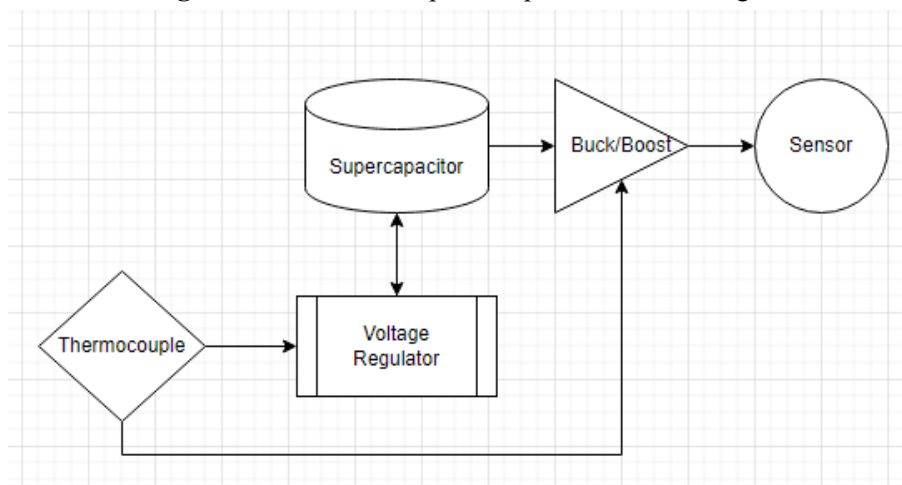 Supercapacitor
Buck/Boost
Sensor
Thermocouple
Voltage
Regulator